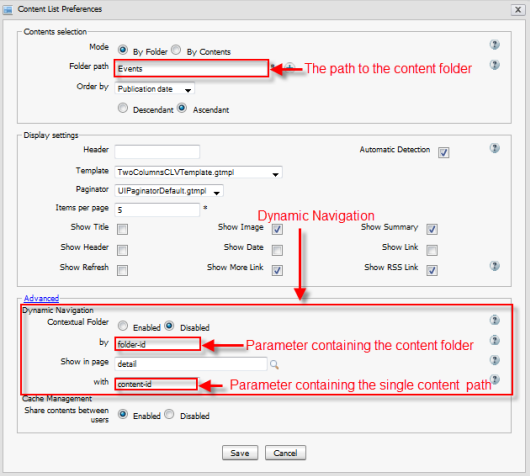 Content List Preferences
Contents selection
Mode By Folder By Contents
Folder path Events The path to the content folder
Order by Publication date
Descendant Ascendant
Display settings
Header Automatic Detection
Template TwoColumnsCLVTemplate.gtmpl
Paginator UIPaginatorDefault.gtmpl
Items per page 5 *
Dynamic Navigation
Show Title Show Image Show Summary
Show Header Show Date Show Link
Show Refresh Show More Link Show RSS Link
Advanced
Dynamic Navigation
Contextual Folder Enabled Disabled
by folder-id Parameter containing the content folder
Show in page detail
with content-id Parameter containing the single content path
Cache Management
Share contents between Enabled Disabled
users
Save Cancel